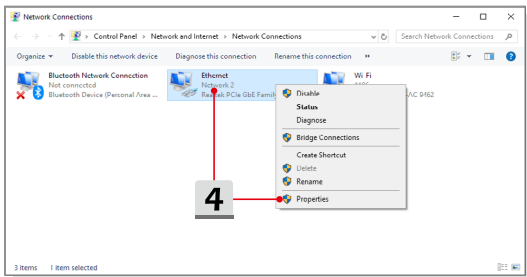 Network Connections
Control Panel > Network and Internet > Network Connections
Search Network Connections
Organize
Disable this network device
Diagnose this connection
Rename this connection
»
?
Bluetooth Network Connection
Not connected
Bluetooth Device (Personal Area ...
Ethernet
Network 2
Realtek PCIe GbE Family
Wi Fi
-AC 9462
Disable
Status
Diagnose
Bridge Connections
Create Shortcut
Delete
Rename
Properties
4
3 items
1 item selected